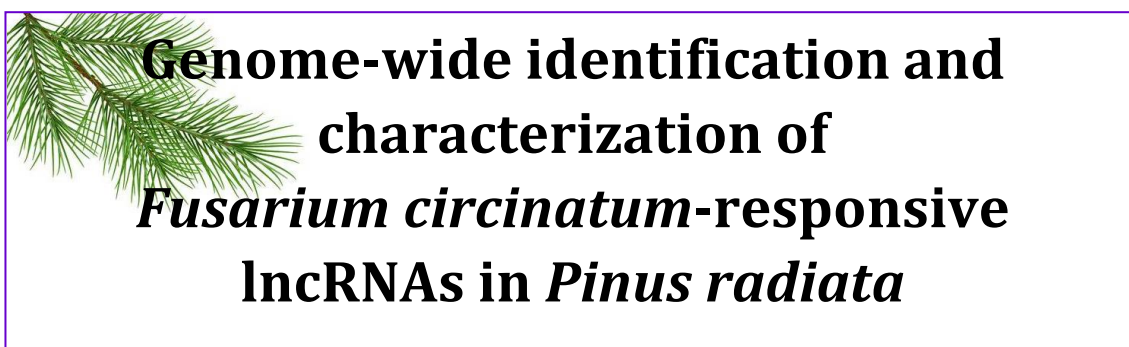 Genome-wide identification and
characterization of
Fusarium circinatum-responsive
lncRNAs in Pinus radiata